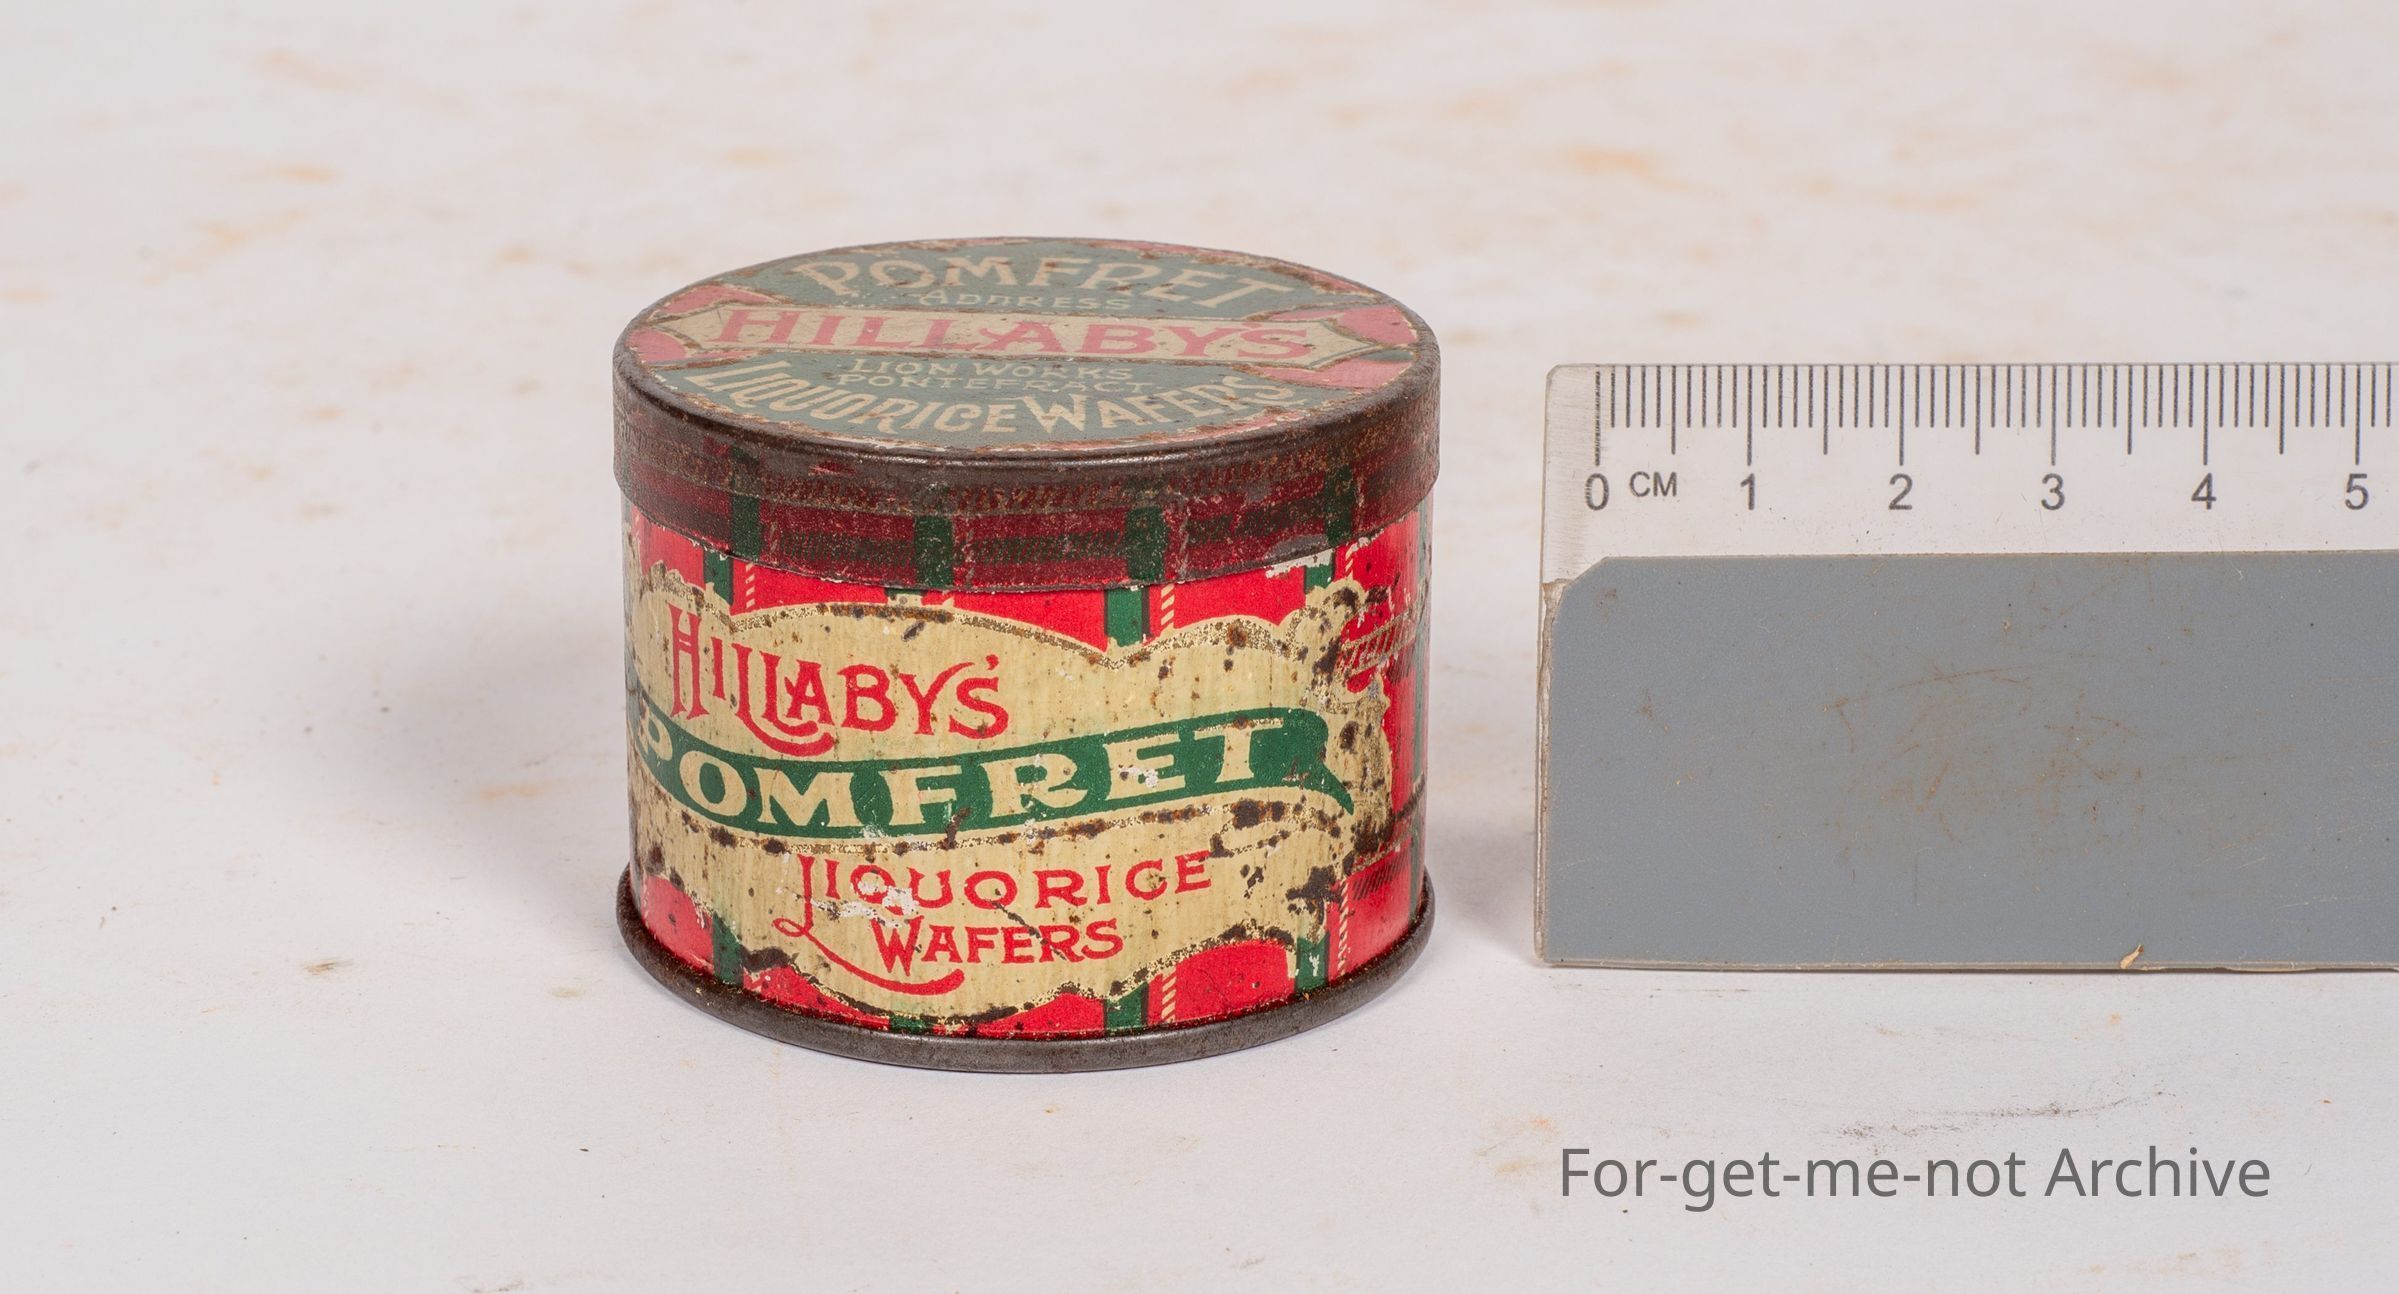 POMFRET
ADDRESS
HILLABY'S
LION WORKS
PONTEFRACT.
LIQUORICE WAFERS
HILLABY'S
POMFRET
LIQUORICE
WAFERS
0 CM 1 2 3 4 5
For-get-me-not Archive